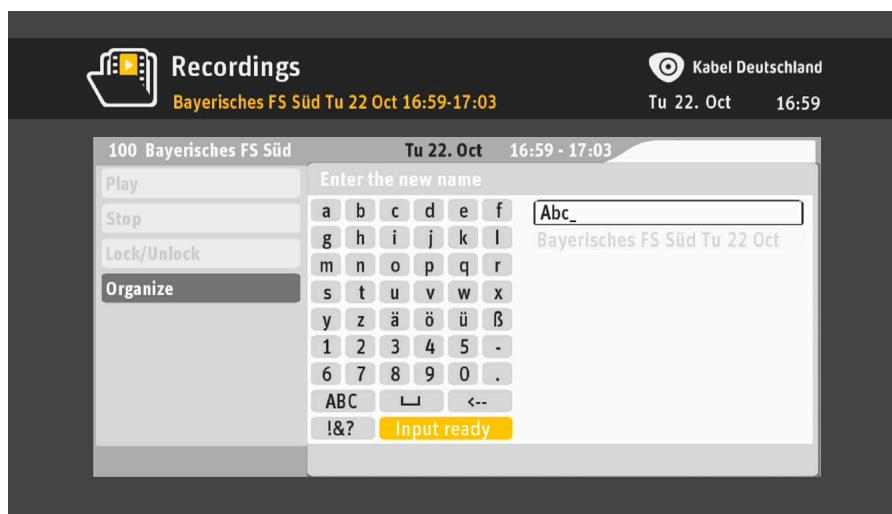 Recordings
Bayerisches FS Süd Tu 22 Oct 16:59-17:03
Kabel Deutschland
Tu 22. Oct 16:59
100 Bayerisches FS Süd Tu 22. Oct 16:59 - 17:03
Play
Stop
Lock/Unlock
Organize
Enter the new name
a b c d e f
g h i j k l
m n o p q r
s t u v w x
y z ä ö ü ß
1 2 3 4 5 -
6 7 8 9 0 .
ABC ⎵ <--
!&? Input ready
Abc_
Bayerisches FS Süd Tu 22 Oct